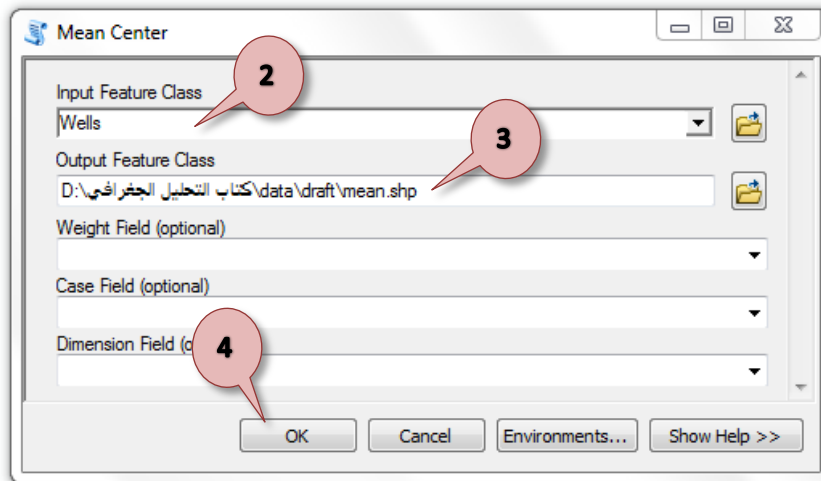 Mean Center
2
Input Feature Class
Wells
3
Output Feature Class
D:\كتاب التحليل الجغرافي\data\draft\mean.shp
Weight Field (optional)
Case Field (optional)
4
Dimension Field (o
OK Cancel Environments... Show Help >>